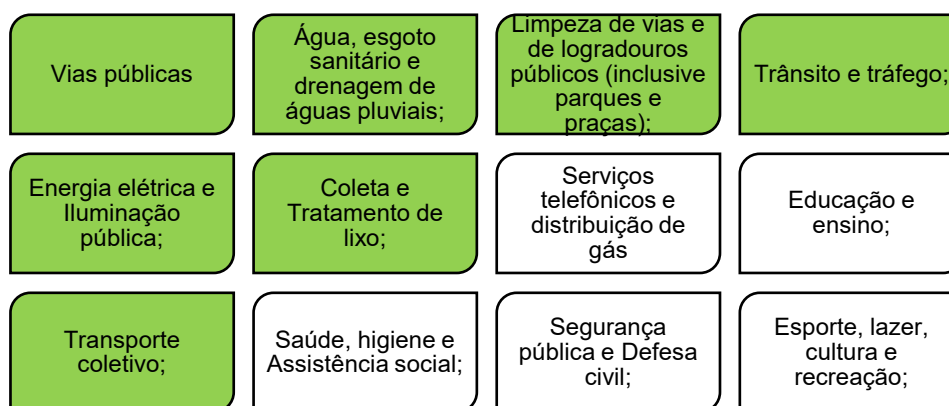 Vias públicas
Água, esgoto
sanitário e
drenagem de
águas pluviais;
Limpeza de vias e
de logradouros
públicos (inclusive
parques e
praças);
Trânsito e tráfego;
Energia elétrica e
Iluminação
pública;
Coleta e
Tratamento de
lixo;
Serviços
telefônicos e
distribuição de
gás
Educação e
ensino;
Transporte
coletivo;
Saúde, higiene e
Assistência social;
Segurança
pública e Defesa
civil;
Esporte, lazer,
cultura e
recreação;